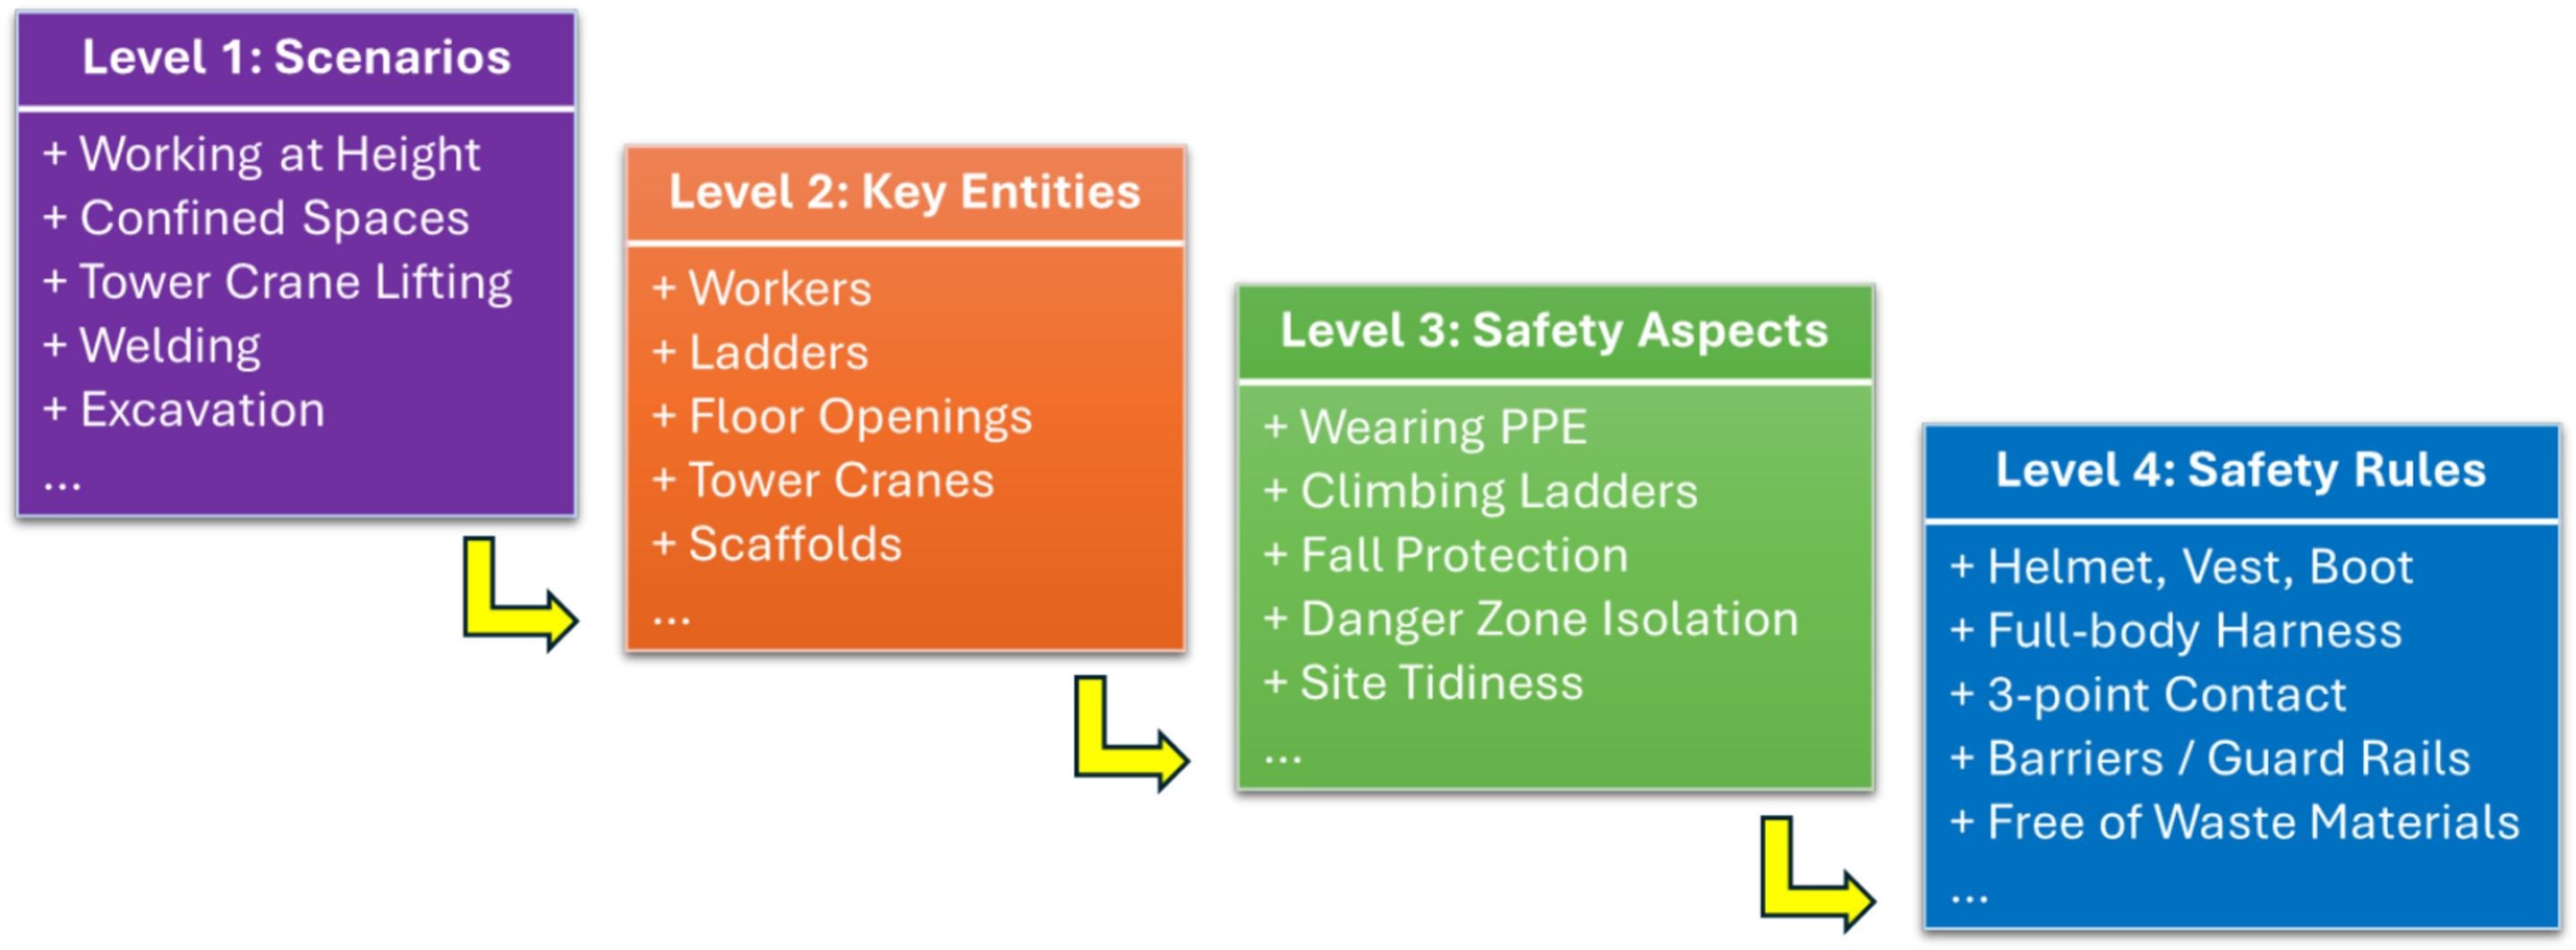 Level 1: Scenarios
+ Working at Height
+ Confined Spaces
+ Tower Crane Lifting
+ Welding
+ Excavation
...
Level 2: Key Entities
+ Workers
+ Ladders
+ Floor Openings
+ Tower Cranes
+ Scaffolds
...
Level 3: Safety Aspects
+ Wearing PPE
+ Climbing Ladders
+ Fall Protection
+ Danger Zone Isolation
+ Site Tidiness
...
Level 4: Safety Rules
+ Helmet, Vest, Boot
+ Full-body Harness
+ 3-point Contact
+ Barriers / Guard Rails
+ Free of Waste Materials
...